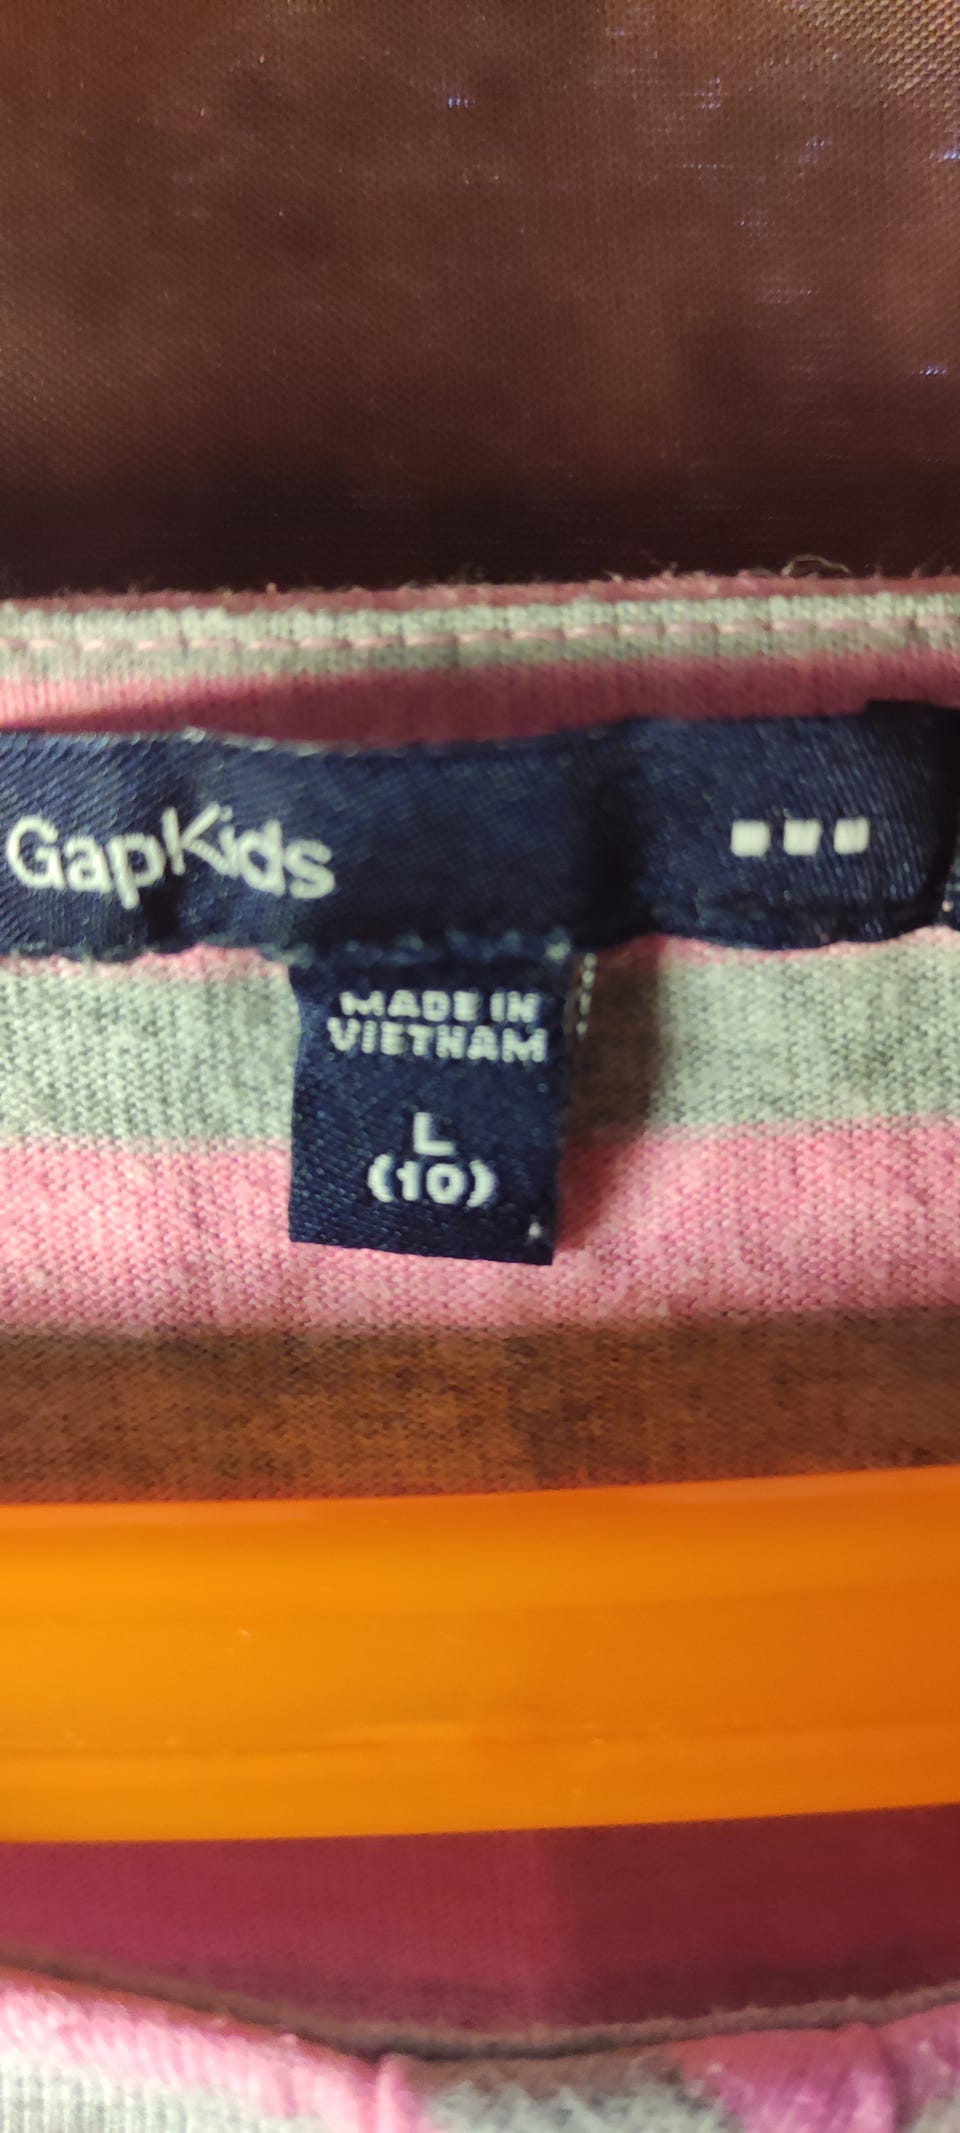 GapKids
MADE IN
VIETNAM
L
(10)